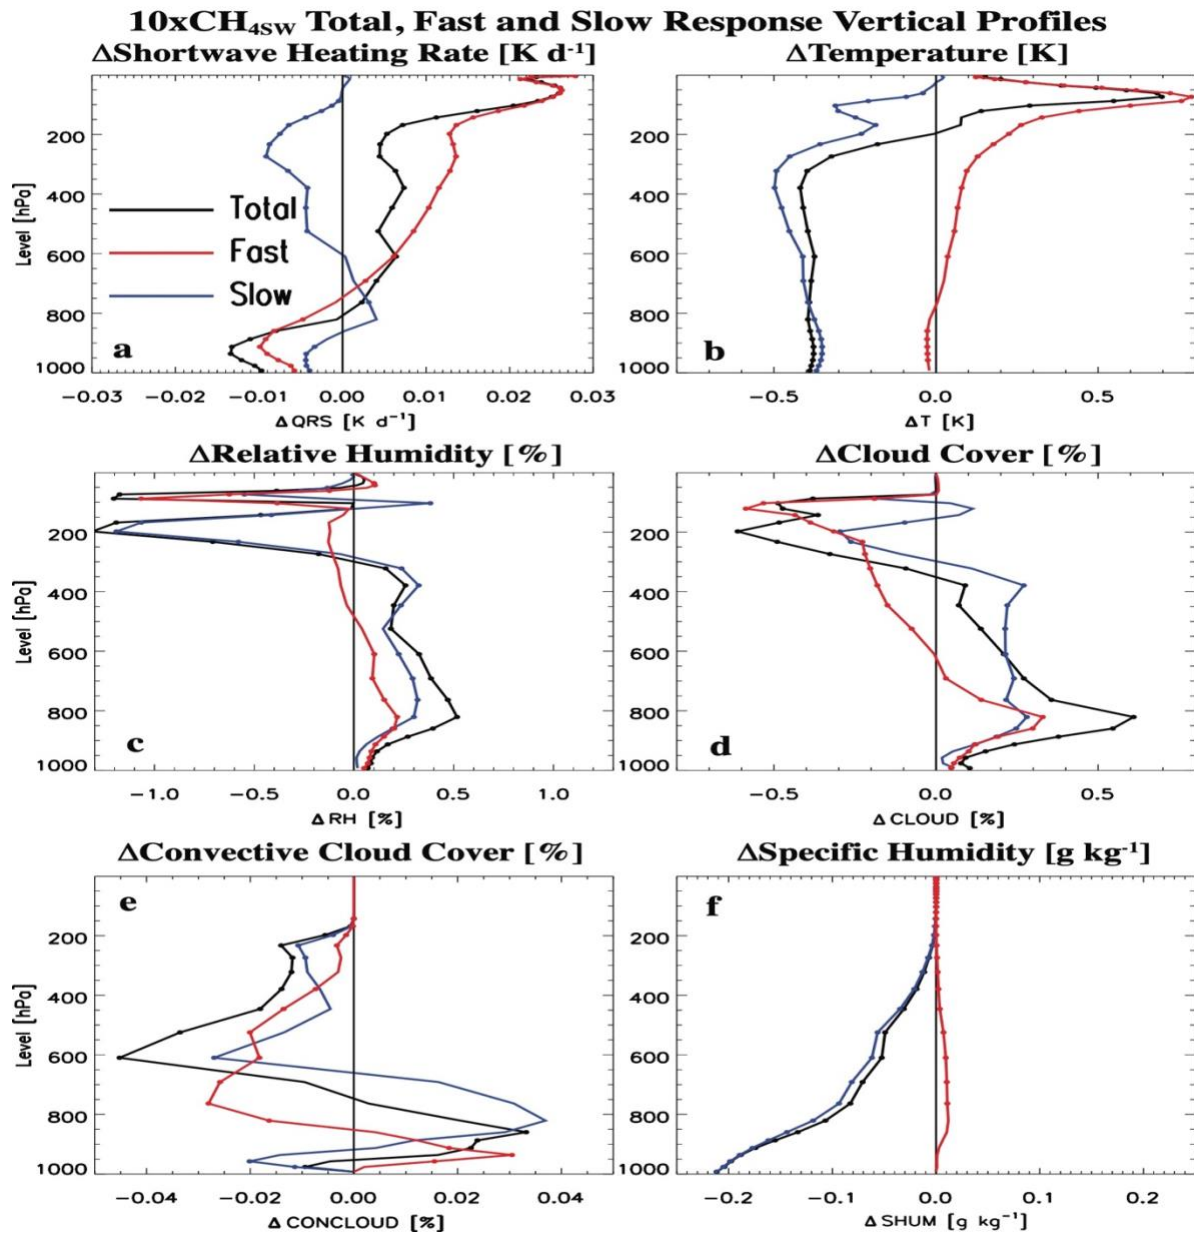 10xCH4SW Total, Fast and Slow Response Vertical Profiles
ΔShortwave Heating Rate [K d-1]
ΔTemperature [K]
Level [hPa]
200
400
600
800
1000
Total
Fast
Slow
a
-0.03 -0.02 -0.01 0.00 0.01 0.02 0.03
ΔQRS [K d-1]
200
400
600
800
1000
b
-0.5 0.0 0.5
ΔT [K]
ΔRelative Humidity [%]
ΔCloud Cover [%]
Level [hPa]
200
400
600
800
1000
c
-1.0 -0.5 0.0 0.5 1.0
ΔRH [%]
200
400
600
800
1000
d
-0.5 0.0 0.5
ΔCLOUD [%]
ΔConvective Cloud Cover [%]
ΔSpecific Humidity [g kg-1]
Level [hPa]
e
200
400
600
800
1000
-0.04 -0.02 0.00 0.02 0.04
ΔCONCLOUD [%]
f
200
400
600
800
1000
-0.2 -0.1 0.0 0.1 0.2
ΔSHUM [g kg-1]